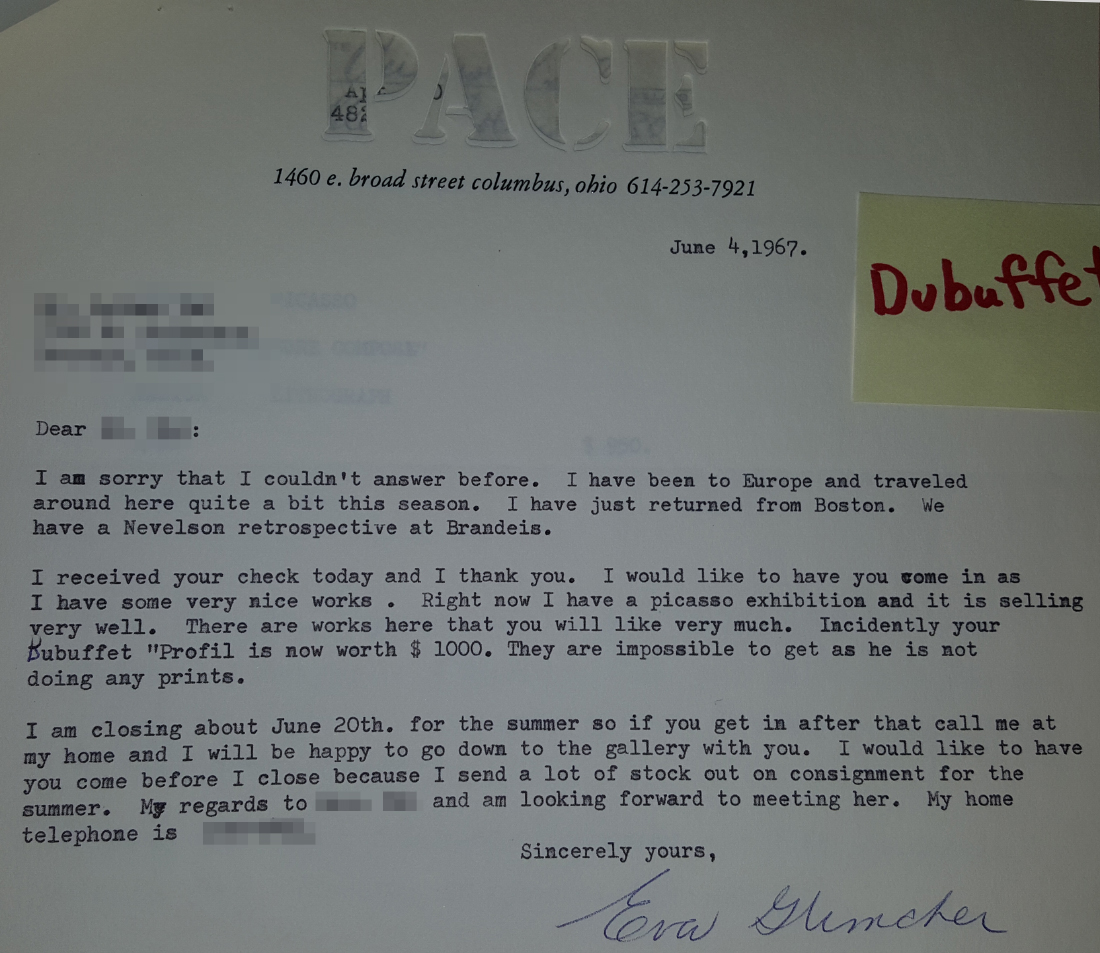 PACE
1460 e. broad street columbus, ohio 614-253-7921
June 4,1967.
Dubuffet
Dear :
I am sorry that I couldn't answer before. I have been to Europe and traveled
around here quite a bit this season. I have just returned from Boston. We
have a Nevelson retrospective at Brandeis.
I received your check today and I thank you. I would like to have you come in as
I have some very nice works . Right now I have a picasso exhibition and it is selling
very well. There are works here that you will like very much. Incidently your
Dubuffet "Profil is now worth $ 1000. They are impossible to get as he is not
doing any prints.
I am closing about June 20th. for the summer so if you get in after that call me at
my home and I will be happy to go down to the gallery with you. I would like to have
you come before I close because I send a lot of stock out on consignment for the
summer. My regards to and am looking forward to meeting her. My home
telephone is
Sincerely yours,
Eva Glimcher